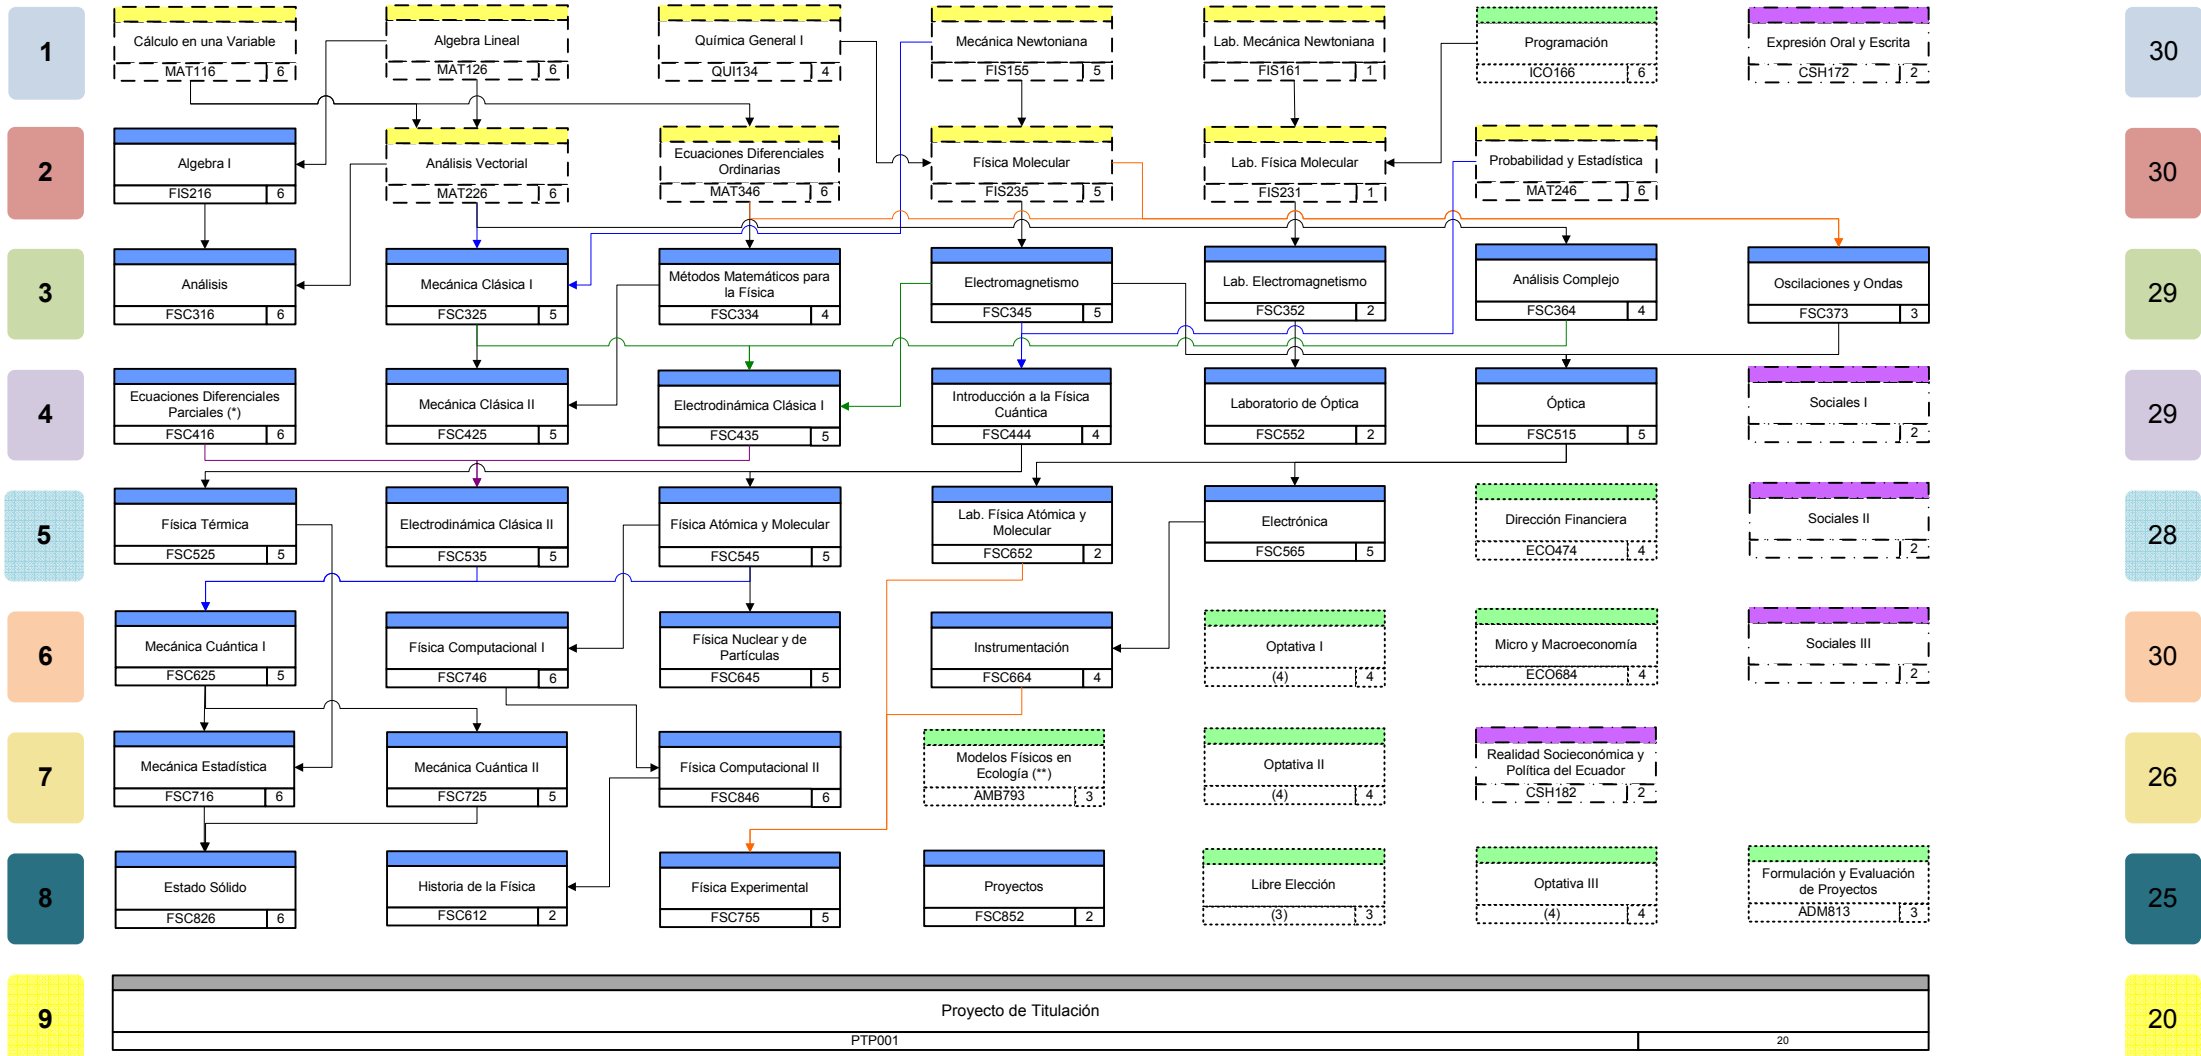 1
Cálculo en una Variable
MAT116 6
Algebra Lineal
MAT126 6
Química General I
QUI134 4
Mecánica Newtoniana
FIS155 5
Lab. Mecánica Newtoniana
FIS161 1
Programación
ICO166 6
Expresión Oral y Escrita
CSH172 2
30
2
Algebra I
FIS216 6
Análisis Vectorial
MAT226 6
Ecuaciones Diferenciales
Ordinarias
MAT346 6
Física Molecular
FIS235 5
Lab. Física Molecular
FIS231 1
Probabilidad y Estadística
MAT246 6
30
3
Análisis
FSC316 6
Mecánica Clásica I
FSC325 5
Métodos Matemáticos para
la Física
FSC334 4
Electromagnetismo
FSC345 5
Lab. Electromagnetismo
FSC352 2
Análisis Complejo
FSC364 4
Oscilaciones y Ondas
FSC373 3
29
4
Ecuaciones Diferenciales
Parciales (*)
FSC416 6
Mecánica Clásica II
FSC425 5
Electrodinámica Clásica I
FSC435 5
Introducción a la Física
Cuántica
FSC444 4
Laboratorio de Óptica
FSC552 2
Óptica
FSC515 5
Sociales I
2
29
5
Física Térmica
FSC525 5
Electrodinámica Clásica II
FSC535 5
Física Atómica y Molecular
FSC545 5
Lab. Física Atómica y
Molecular
FSC652 2
Electrónica
FSC565 5
Dirección Financiera
ECO474 4
Sociales II
2
28
6
Mecánica Cuántica I
FSC625 5
Física Computacional I
FSC746 6
Física Nuclear y de
Partículas
FSC645 5
Instrumentación
FSC664 4
Optativa I
(4) 4
Micro y Macroeconomía
ECO684 4
Sociales III
2
30
7
Mecánica Estadística
FSC716 6
Mecánica Cuántica II
FSC725 5
Física Computacional II
FSC846 6
Modelos Físicos en
Ecología (**)
AMB793 3
Optativa II
(4) 4
Realidad Socieconómica y
Política del Ecuador
CSH182 2
26
8
Estado Sólido
FSC826 6
Historia de la Física
FSC612 2
Física Experimental
FSC755 5
Proyectos
FSC852 2
Libre Elección
(3) 3
Optativa III
(4) 4
Formulación y Evaluación
de Proyectos
ADM813 3
25
9
Proyecto de Titulación
PTP001 20
20